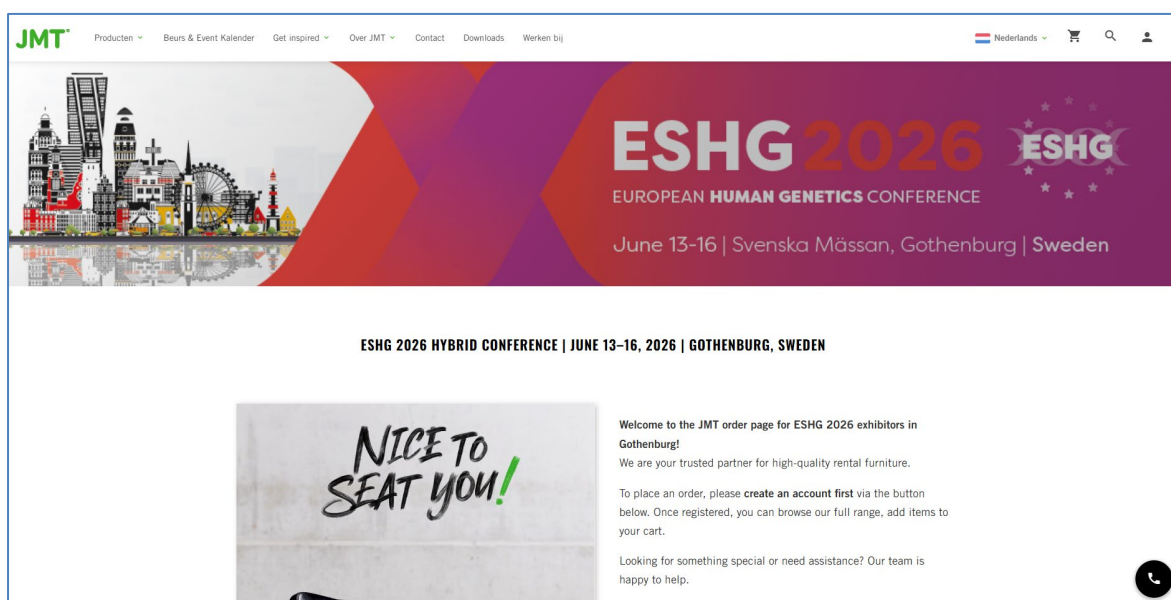 JMT
Producten
Beurs & Event Kalender
Get inspired
Over JMT
Contact
Downloads
Werken bij
Nederlands
ESHG 2026
ESHG
EUROPEAN HUMAN GENETICS CONFERENCE
June 13-16 | Svenska Mässan, Gothenburg | Sweden
ESHG 2026 HYBRID CONFERENCE | JUNE 13–16, 2026 | GOTHENBURG, SWEDEN
NICE TO
SEAT YOU!
Welcome to the JMT order page for ESHG 2026 exhibitors in
Gothenburg!
We are your trusted partner for high-quality rental furniture.
To place an order, please create an account first via the button
below. Once registered, you can browse our full range, add items to
your cart.
Looking for something special or need assistance? Our team is
happy to help.